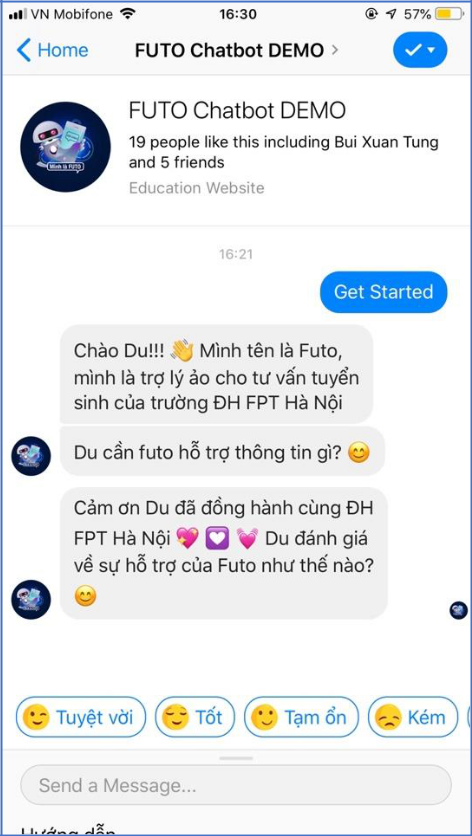 VN Mobifone 16:30 57%
Home FUTO Chatbot DEMO >
FUTO Chatbot DEMO
19 people like this including Bui Xuan Tung
and 5 friends
Education Website
Mình là FUTO
16:21
Get Started
Chào Du!!! 👋 Mình tên là Futo,
mình là trợ lý ảo cho tư vấn tuyển
sinh của trường ĐH FPT Hà Nội
Du cần futo hỗ trợ thông tin gì? 😊
Cảm ơn Du đã đồng hành cùng ĐH
FPT Hà Nội 💖 💟 💓 Du đánh giá
về sự hỗ trợ của Futo như thế nào?
😊
😉 Tuyệt vời 😌 Tốt 🙂 Tạm ổn 😞 Kém
Send a Message...
Hướng dẫn